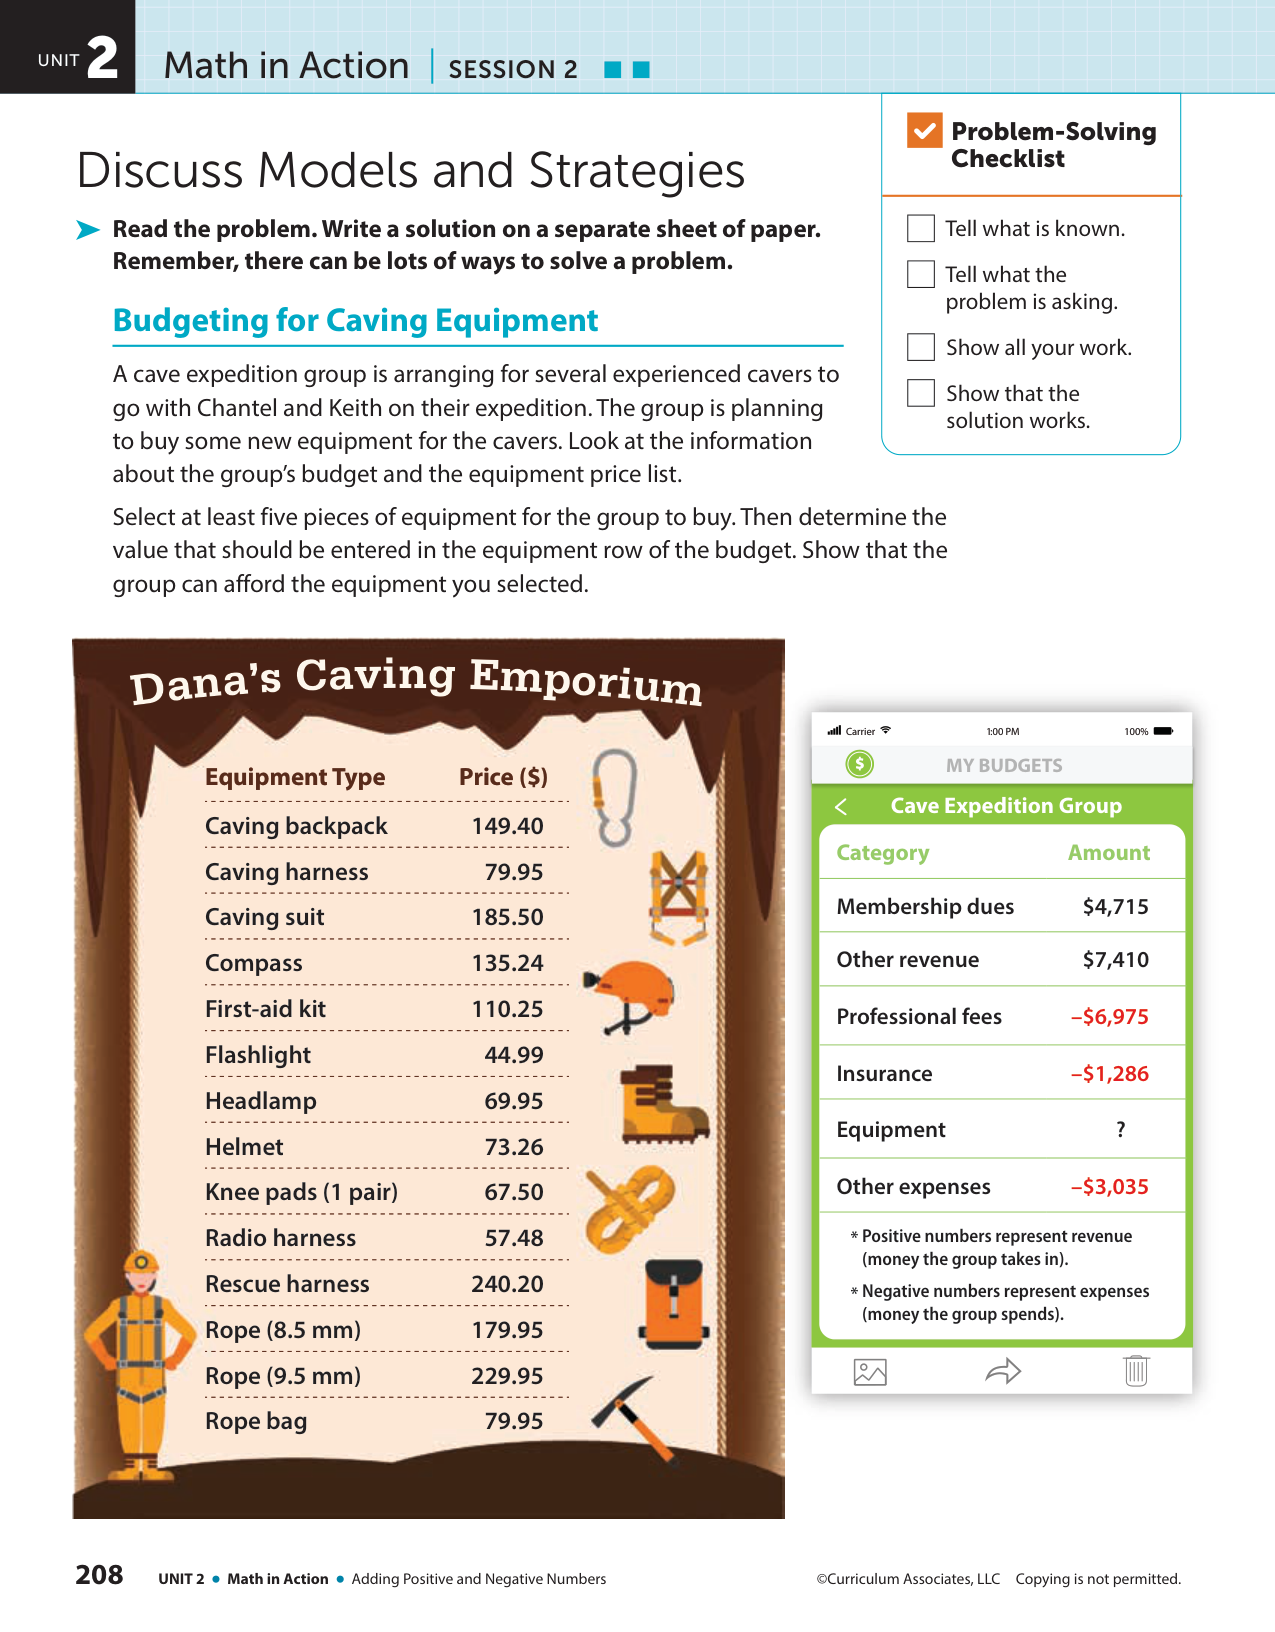 UNIT 2
Math in Action | SESSION 2
Problem-Solving
Checklist
Tell what is known.
Tell what the
problem is asking.
Show all your work.
Show that the
solution works.
Discuss Models and Strategies
Read the problem. Write a solution on a separate sheet of paper.
Remember, there can be lots of ways to solve a problem.
Budgeting for Caving Equipment
A cave expedition group is arranging for several experienced cavers to
go with Chantel and Keith on their expedition. The group is planning
to buy some new equipment for the cavers. Look at the information
about the group’s budget and the equipment price list.
Select at least five pieces of equipment for the group to buy. Then determine the
value that should be entered in the equipment row of the budget. Show that the
group can afford the equipment you selected.
Dana’s Caving Emporium
Equipment Type Price ($)
Caving backpack 149.40
Caving harness 79.95
Caving suit 185.50
Compass 135.24
First-aid kit 110.25
Flashlight 44.99
Headlamp 69.95
Helmet 73.26
Knee pads (1 pair) 67.50
Radio harness 57.48
Rescue harness 240.20
Rope (8.5 mm) 179.95
Rope (9.5 mm) 229.95
Rope bag 79.95
Carrier 1:00 PM 100%
$ MY BUDGETS
< Cave Expedition Group
Category Amount
Membership dues $4,715
Other revenue $7,410
Professional fees –$6,975
Insurance –$1,286
Equipment ?
Other expenses –$3,035
* Positive numbers represent revenue
(money the group takes in).
* Negative numbers represent expenses
(money the group spends).
208 UNIT 2 • Math in Action • Adding Positive and Negative Numbers
©Curriculum Associates, LLC Copying is not permitted.